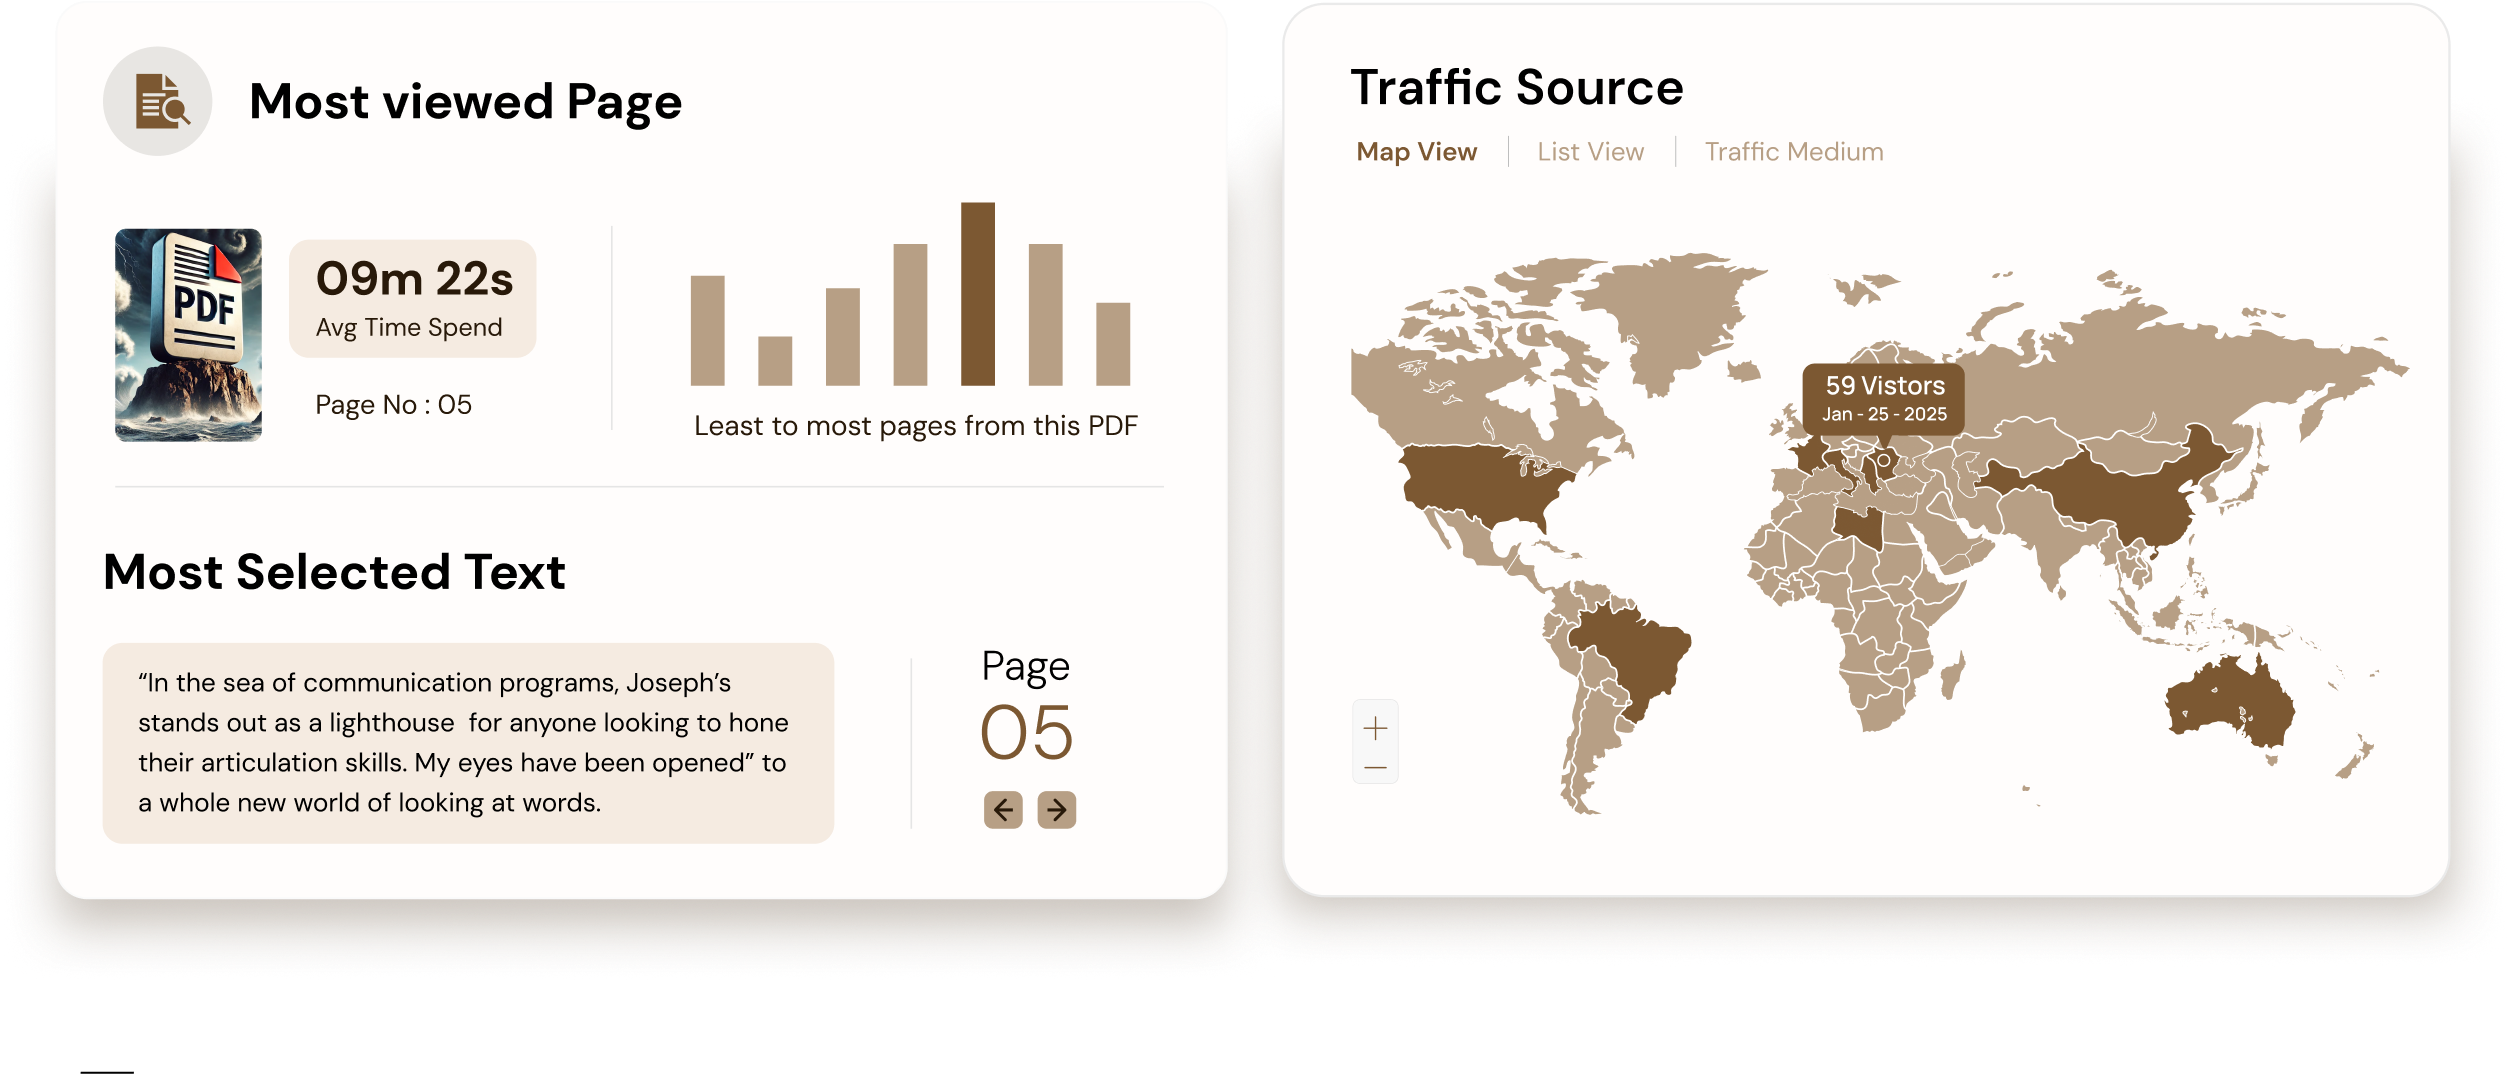 Most viewed Page
PDF
09m 22s
Avg Time Spend
Page No : 05
Least to most pages from this PDF
Most Selected Text
“In the sea of communication programs, Joseph’s
stands out as a lighthouse  for anyone looking to hone
their articulation skills. My eyes have been opened” to
a whole new world of looking at words.
Page
05
Traffic Source
Map View
List View
Traffic Medium
59 Vistors
Jan - 25 - 2025